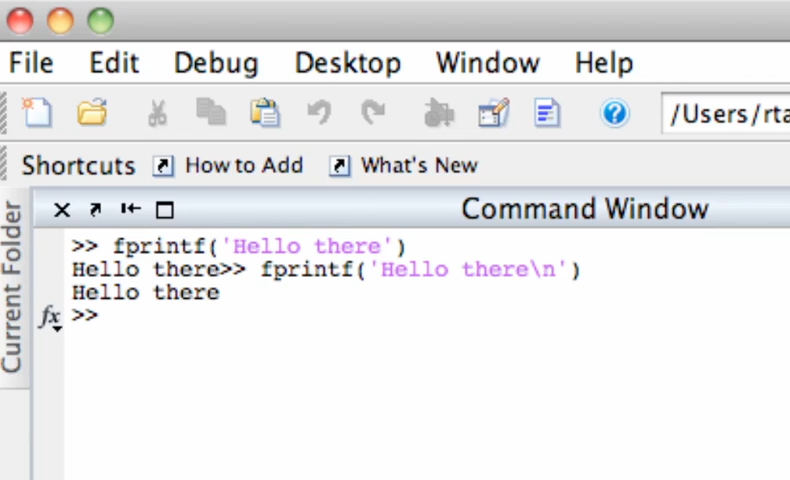 File Edit Debug Desktop Window Help
/Users/rta
Shortcuts How to Add What's New
Command Window
Current Folder
>> fprintf('Hello there')
Hello there>> fprintf('Hello there\n')
Hello there
fx >>